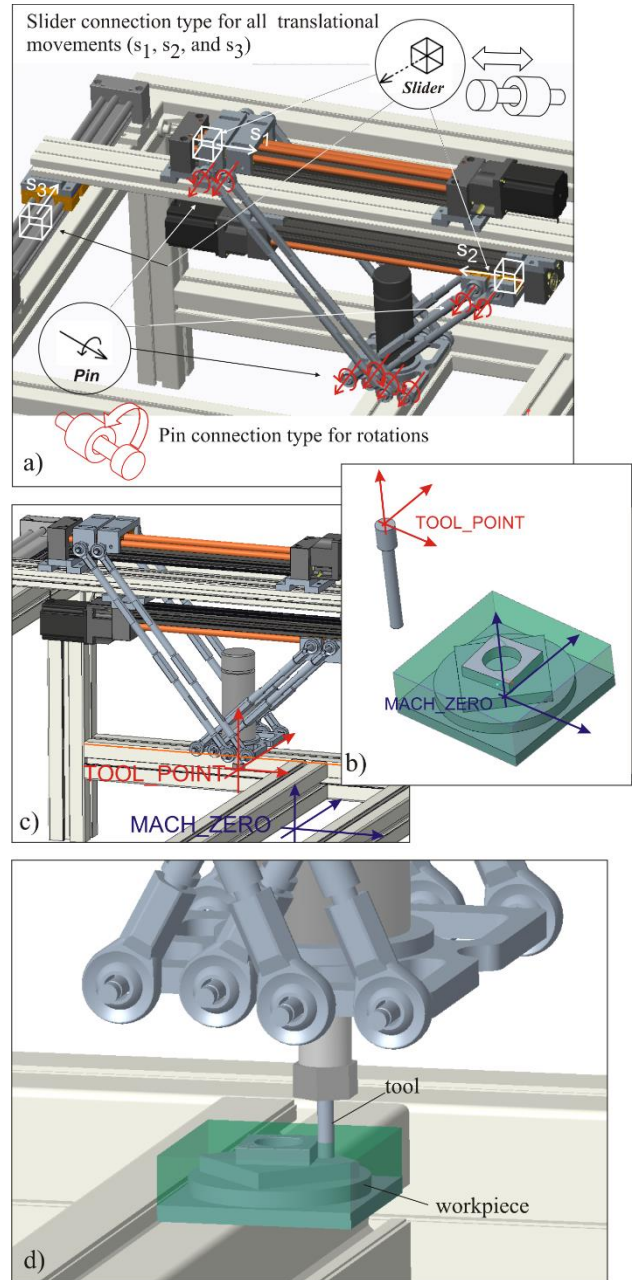 Slider connection type for all translational
movements (s1, s2, and s3)
Slider
s1
s3
s2
Pin
Pin connection type for rotations
a)
TOOL_POINT
MACH_ZERO
b)
TOOL_POINT
MACH_ZERO
c)
tool
workpiece
d)